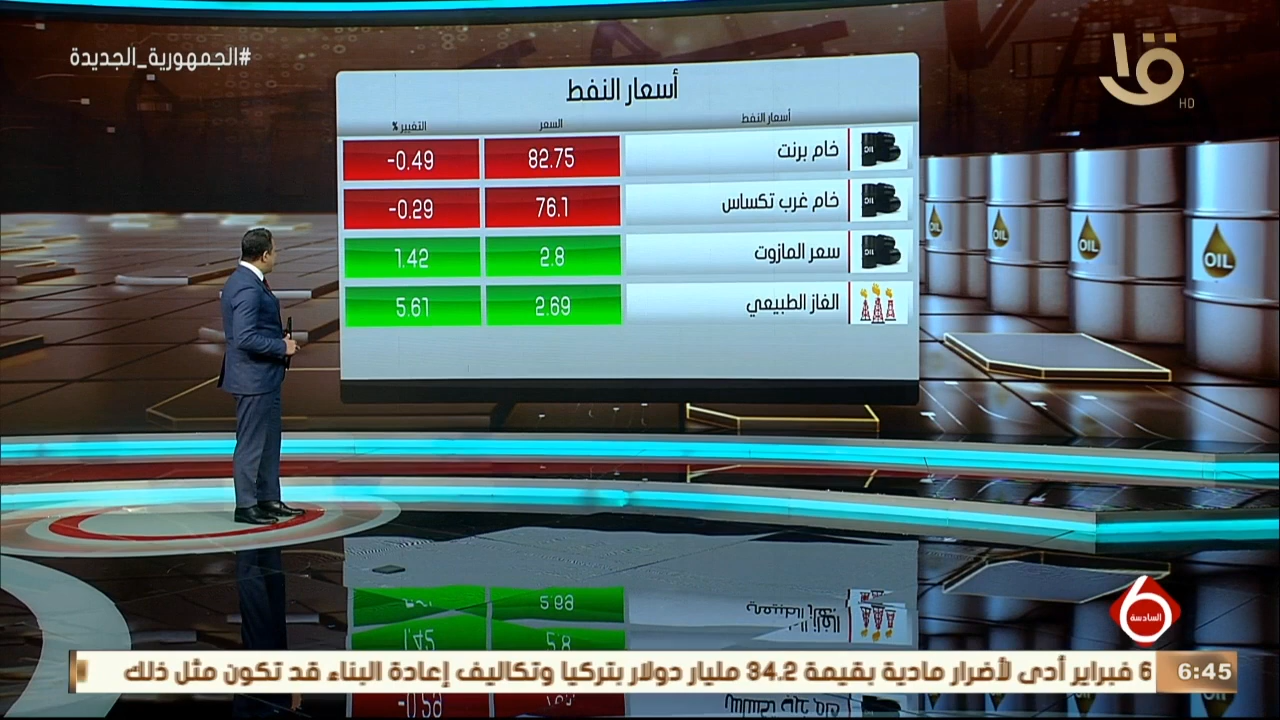 #الجمهورية_الجديدة
HD
أسعار النفط
أسعار النفط السعر التغيير %
خام برنت 82.75 -0.49
خام غرب تكساس 76.1 -0.29
سعر المازوت 2.8 1.42
الغاز الطبيعي 2.69 5.61
OIL
OIL
OIL
OIL
6
السادسة
6:45
6 فبراير أدى لأضرار مادية بقيمة 34.2 مليار دولار بتركيا وتكاليف إعادة البناء قد تكون مثل ذلك